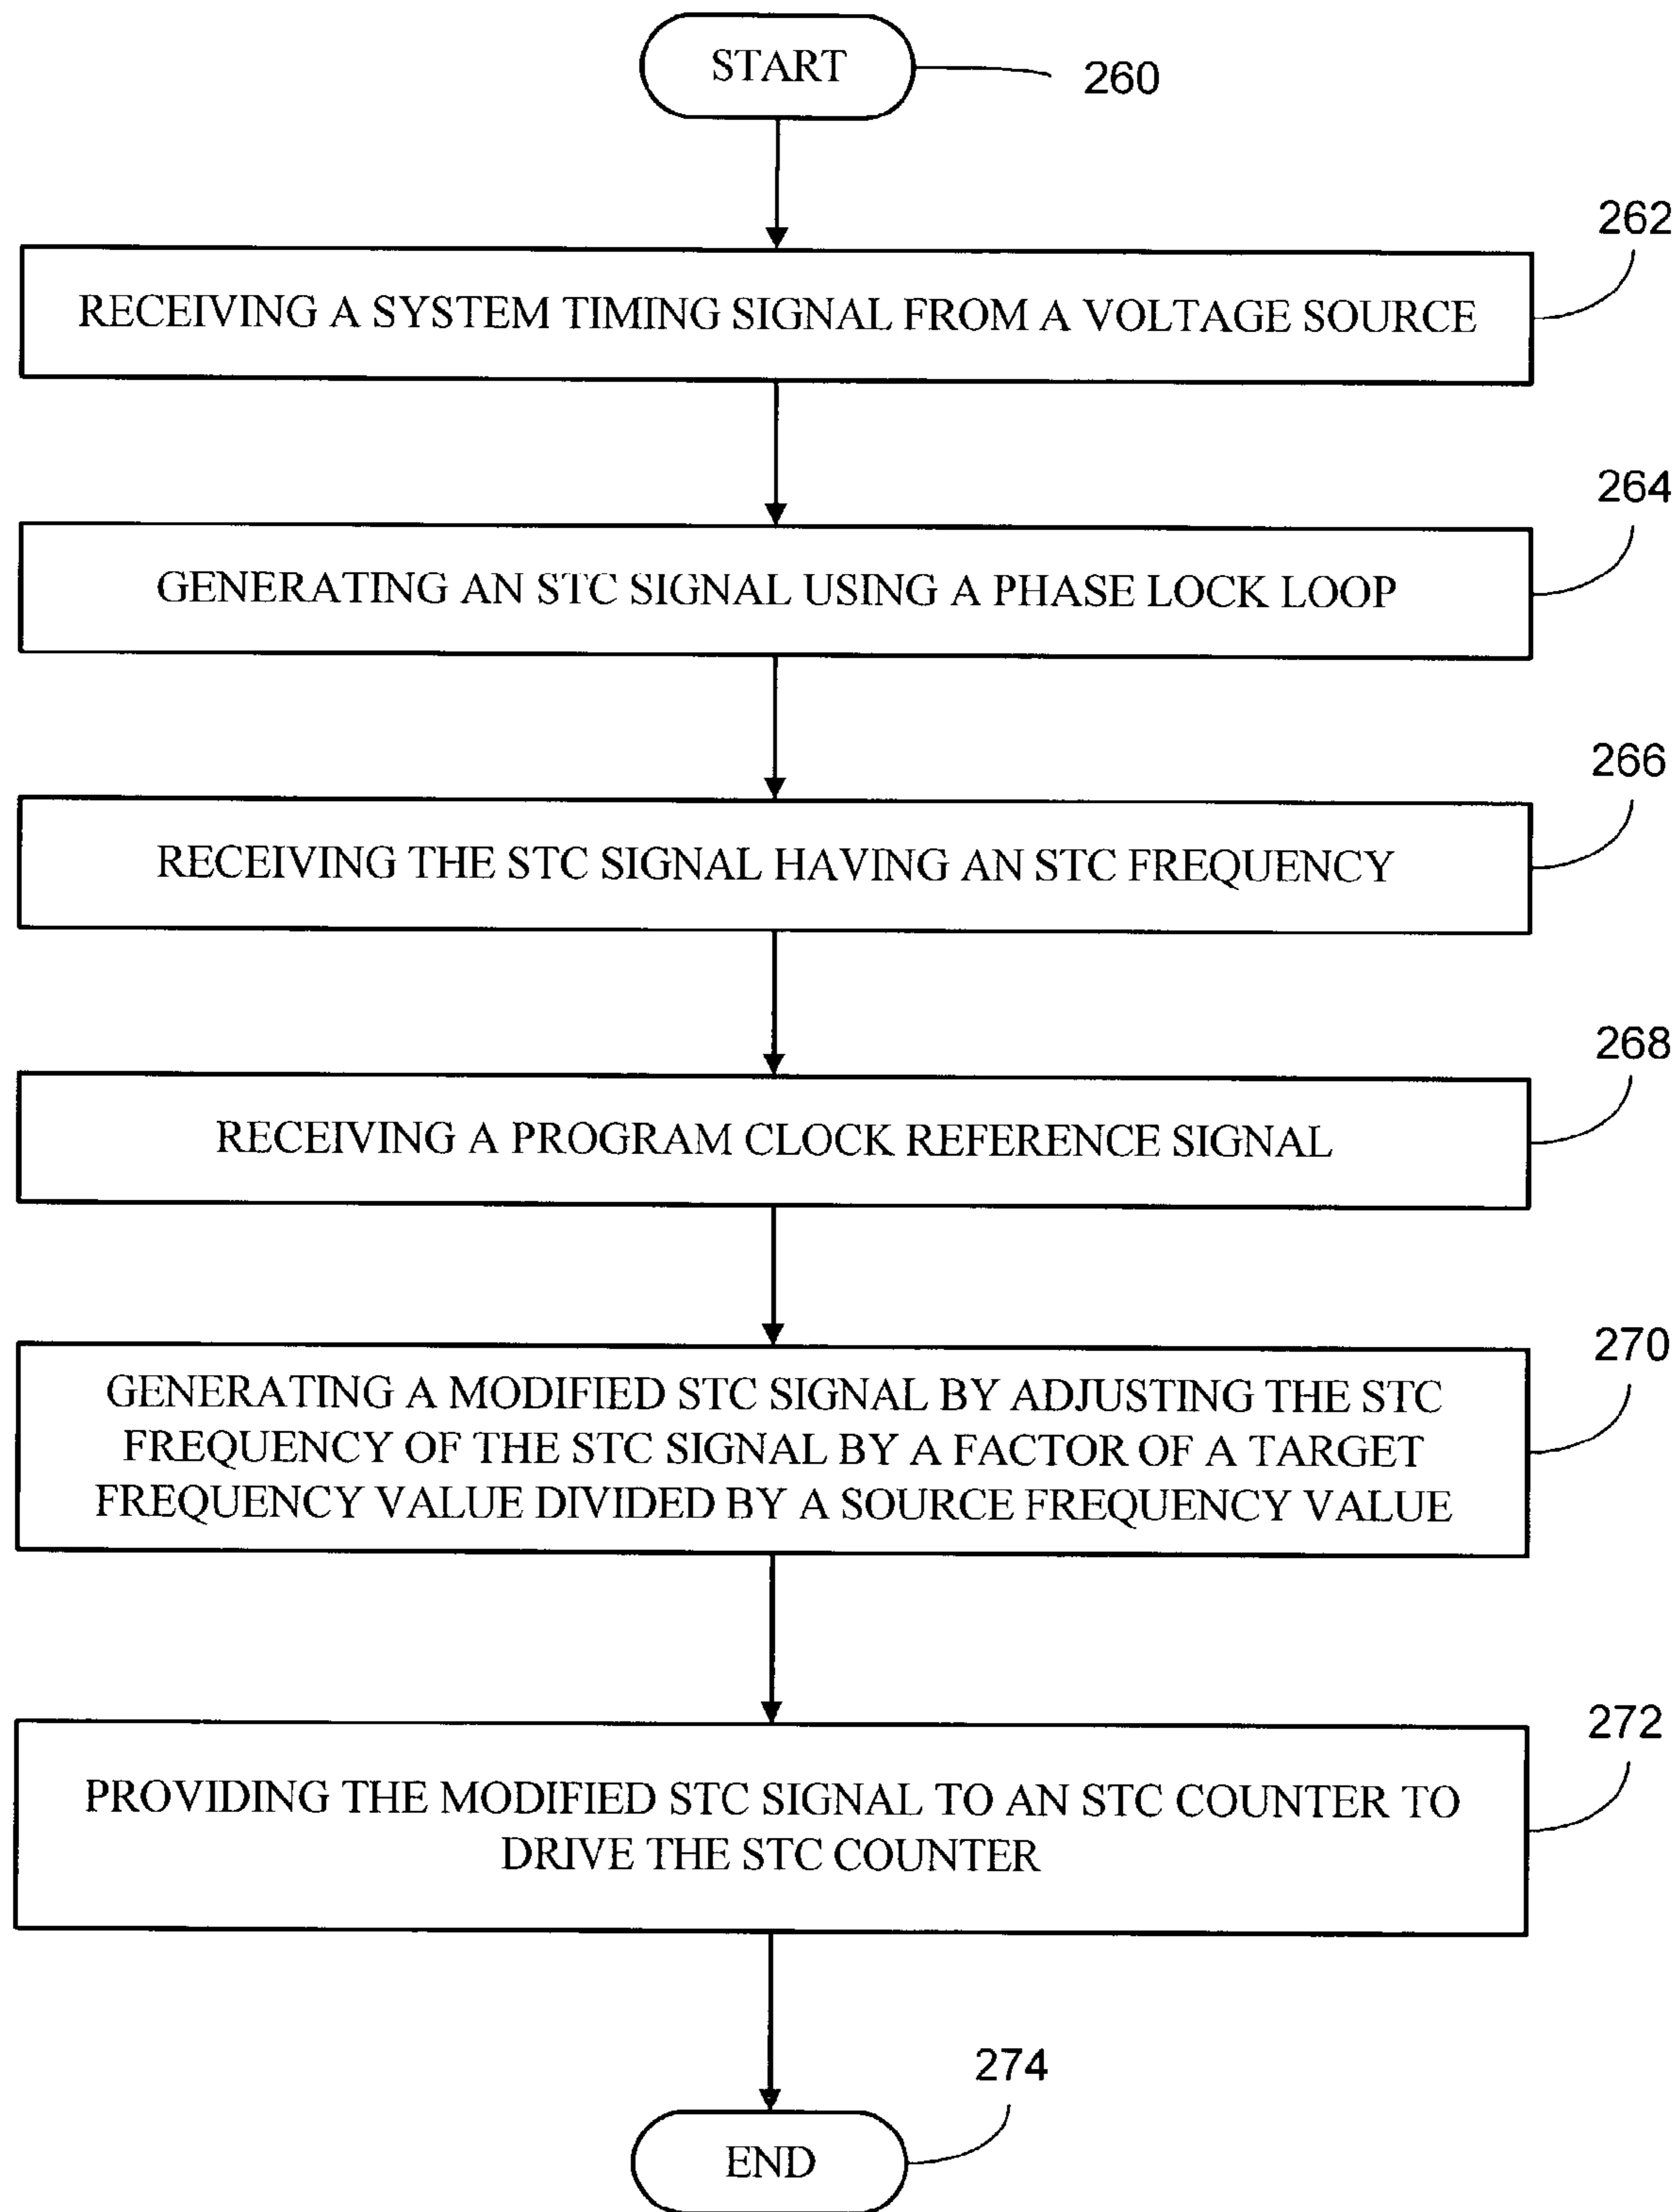 START
260
262
RECEIVING A SYSTEM TIMING SIGNAL FROM A VOLTAGE SOURCE
264
GENERATING AN STC SIGNAL USING A PHASE LOCK LOOP
266
RECEIVING THE STC SIGNAL HAVING AN STC FREQUENCY
268
RECEIVING A PROGRAM CLOCK REFERENCE SIGNAL
270
GENERATING A MODIFIED STC SIGNAL BY ADJUSTING THE STC
FREQUENCY OF THE STC SIGNAL BY A FACTOR OF A TARGET
FREQUENCY VALUE DIVIDED BY A SOURCE FREQUENCY VALUE
272
PROVIDING THE MODIFIED STC SIGNAL TO AN STC COUNTER TO
DRIVE THE STC COUNTER
274
END